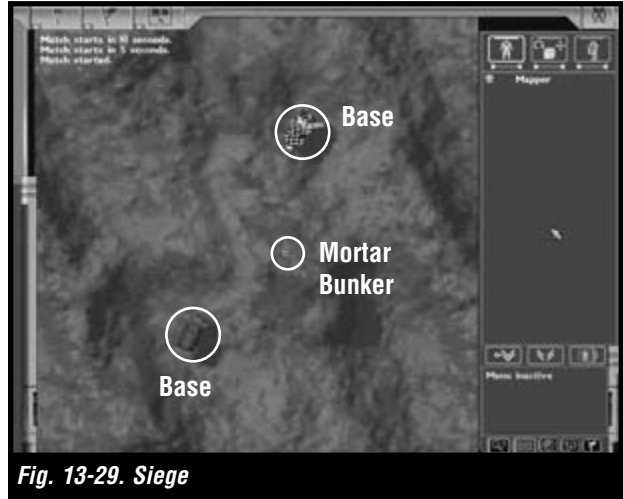 Match starts in 10 seconds.
Match starts in 5 seconds.
Match started.
Mapper
Base
Mortar
Bunker
Base
Menu inactive
Fig. 13-29. Siege